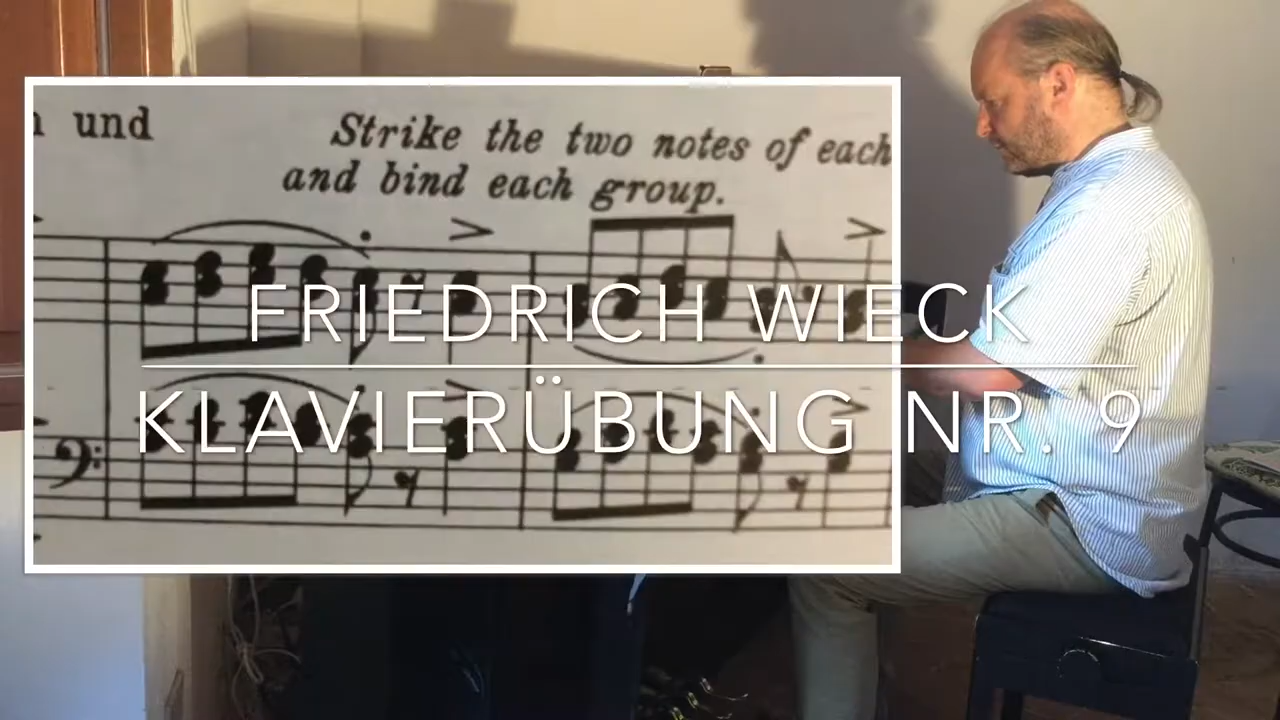 und
Strike the two notes of each
and bind each group.
FRIEDRICH WIECK
KLAVIERÜBUNG NR. 9